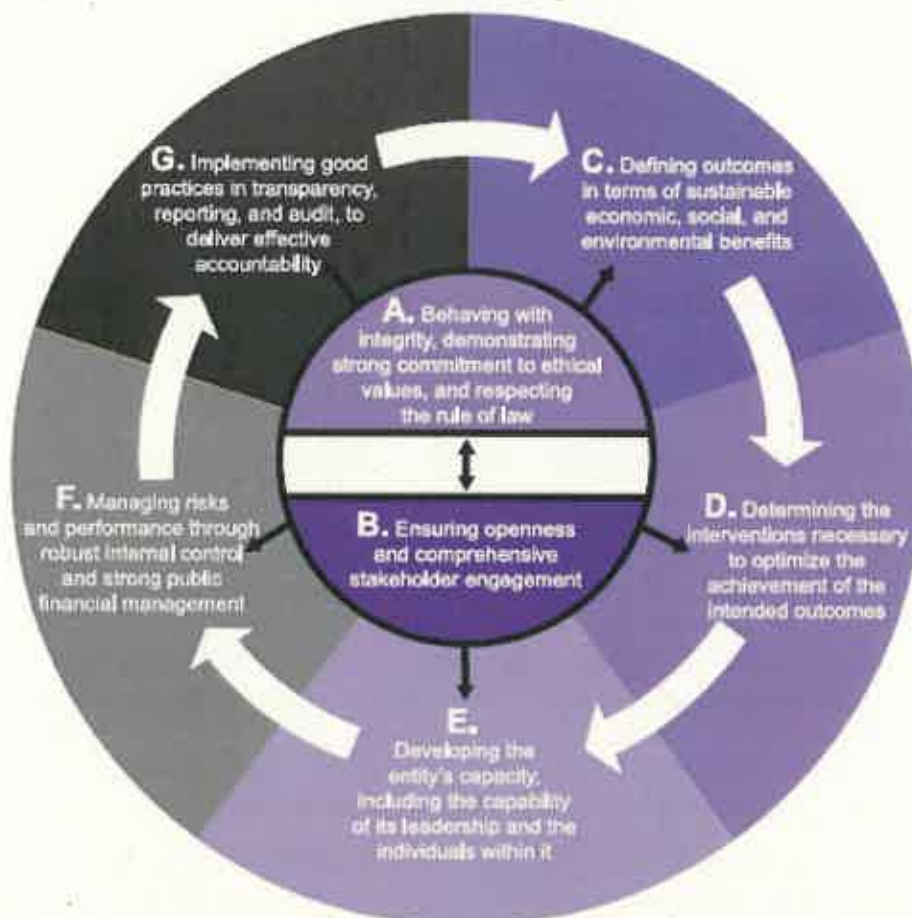 A. Behaving with
integrity, demonstrating
strong commitment to ethical
values, and respecting
the rule of law
B. Ensuring openness
and comprehensive
stakeholder engagement
C. Defining outcomes
in terms of sustainable
economic, social, and
environmental benefits
D. Determining the
interventions necessary
to optimize the
achievement of the
intended outcomes
E.
Developing the
entity's capacity,
including the capability
of its leadership and the
individuals within it
F. Managing risks
and performance through
robust internal control
and strong public
financial management
G. Implementing good
practices in transparency,
reporting, and audit, to
deliver effective
accountability